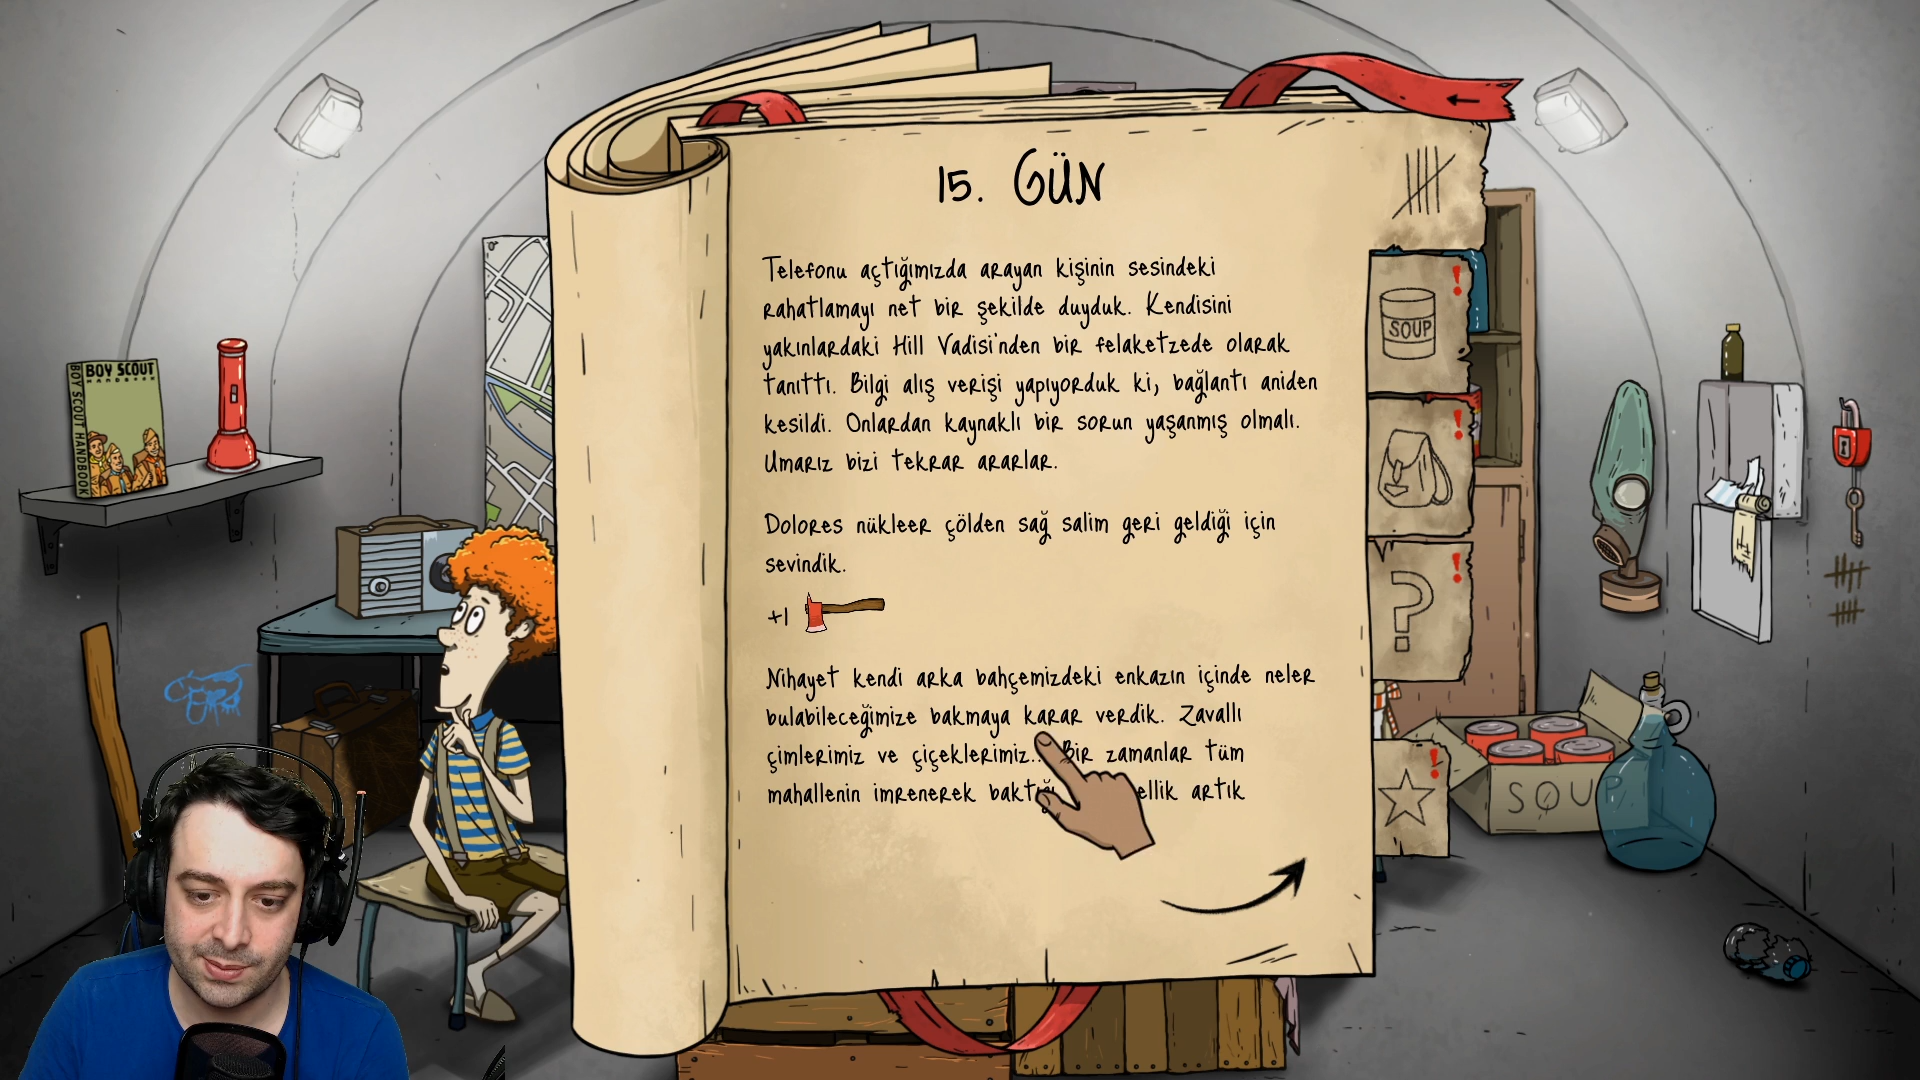 15. GÜN
Telefonu açtığımızda arayan kişinin sesindeki
rahatlamayı net bir şekilde duyduk. Kendisini
yakınlardaki Hill Vadisi'nden bir felaketzede olarak
tanıttı. Bilgi alış verişi yapıyorduk ki, bağlantı aniden
kesildi. Onlardan kaynaklı bir sorun yaşanmış olmalı.
Umarız bizi tekrar ararlar.
Dolores nükleer çölden sağ salim geri geldiği için
sevindik.
+1
Nihayet kendi arka bahçemizdeki enkazın içinde neler
bulabileceğimize bakmaya karar verdik. Zavallı
çimlerimiz ve çiçeklerimiz... Bir zamanlar tüm
mahallenin imrenerek artık
BOY SCOUT
HANDBOOK
BOY SCOUT HANDBOOK
SOUP
SOUP